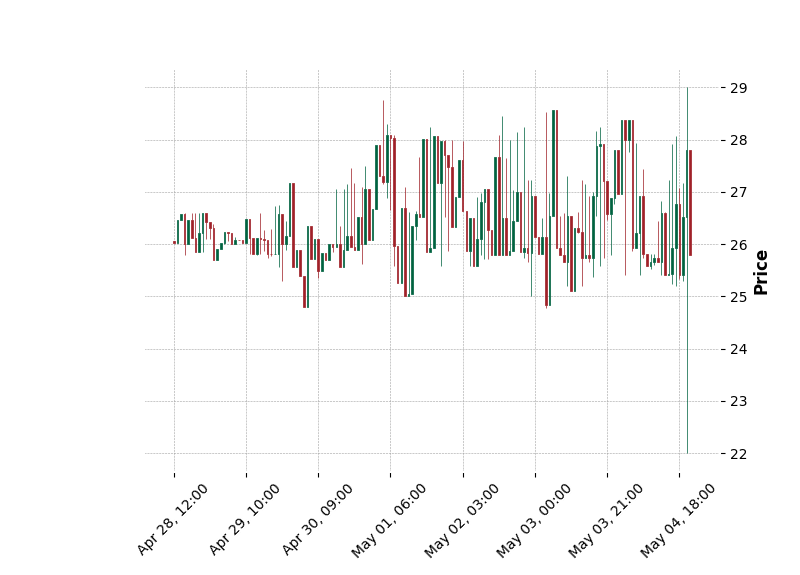 29
28
27
26
25
24
23
22
Price
Apr 28, 12:00
Apr 29, 10:00
Apr 30, 09:00
May 01, 06:00
May 02, 03:00
May 03, 00:00
May 03, 21:00
May 04, 18:00